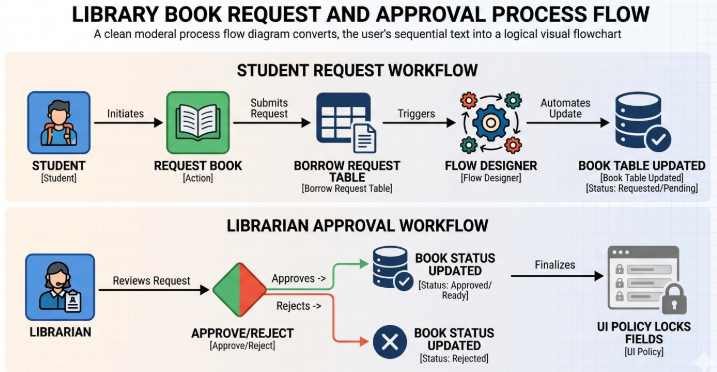 LIBRARY BOOK REQUEST AND APPROVAL PROCESS FLOW
A clean moderal process flow diagram converts, the user's sequential text into a logical visual flowchart
STUDENT REQUEST WORKFLOW
Initiates
Submits
Request
Triggers
Automates
Update
STUDENT
[Student]
REQUEST BOOK
[Action]
BORROW REQUEST
TABLE
[Borrow Request Table]
FLOW DESIGNER
[Flow Designer]
BOOK TABLE UPDATED
[Book Table Updated]
[Status: Requested/Pending]
LIBRARIAN APPROVAL WORKFLOW
LIBRARIAN
Reviews Request
APPROVE/REJECT
[Approve/Reject]
Approves ->
Rejects ->
BOOK STATUS
UPDATED
[Status: Approved/
Ready]
BOOK STATUS
UPDATED
[Status: Rejected]
Finalizes
UI POLICY LOCKS
FIELDS
[UI Policy]